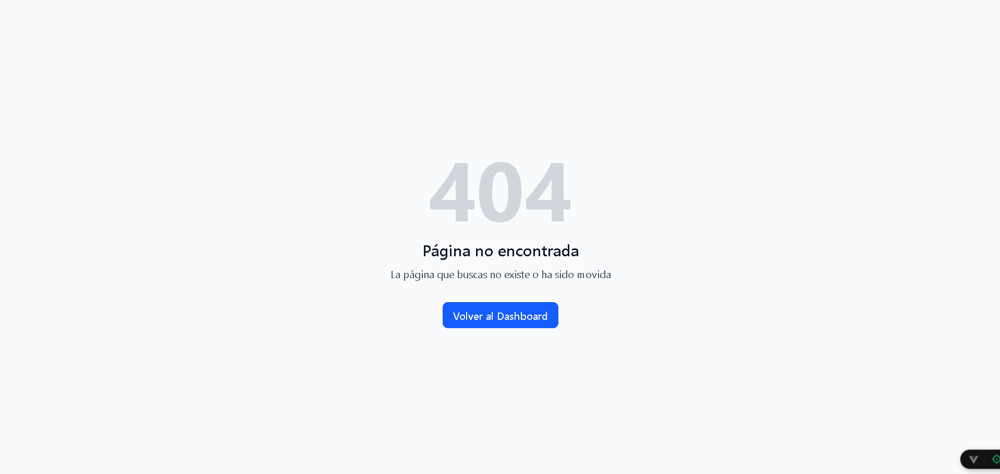 404
Página no encontrada
La página que buscas no existe o ha sido movida
Volver al Dashboard